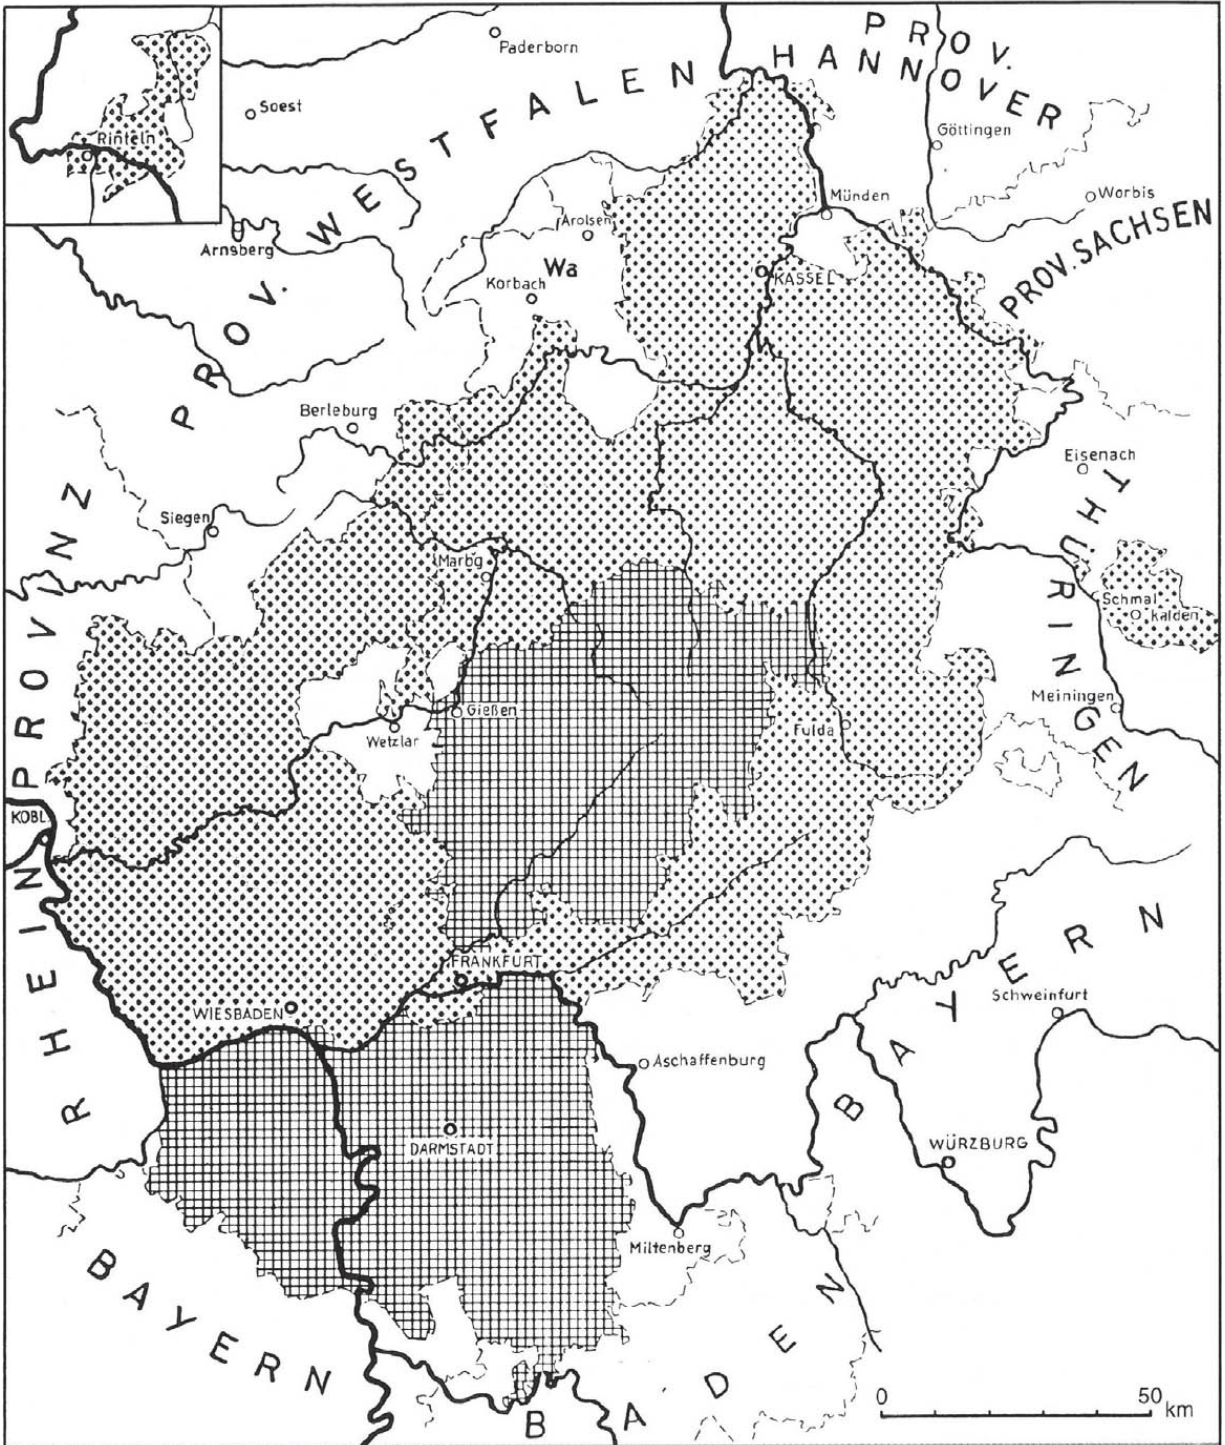 PROV.
HANNOVER
Paderborn
Soest
Rinteln
Göttingen
PROV. WESTFALEN
Münden
Worbis
Arolsen
Arnsberg
PROV. SACHSEN
Wa
Korbach
KASSEL
Berleburg
Eisenach
Siegen
THÜRINGEN
Marbg
Schmal
kalden
RHEINPROVINZ
Meiningen
Gießen
Wetzlar
Fulda
KOBL.
FRANKFURT
WIESBADEN
BAYERN
Schweinfurt
Aschaffenburg
DARMSTADT
WÜRZBURG
Miltenberg
BAYERN
BADEN
0 50 km